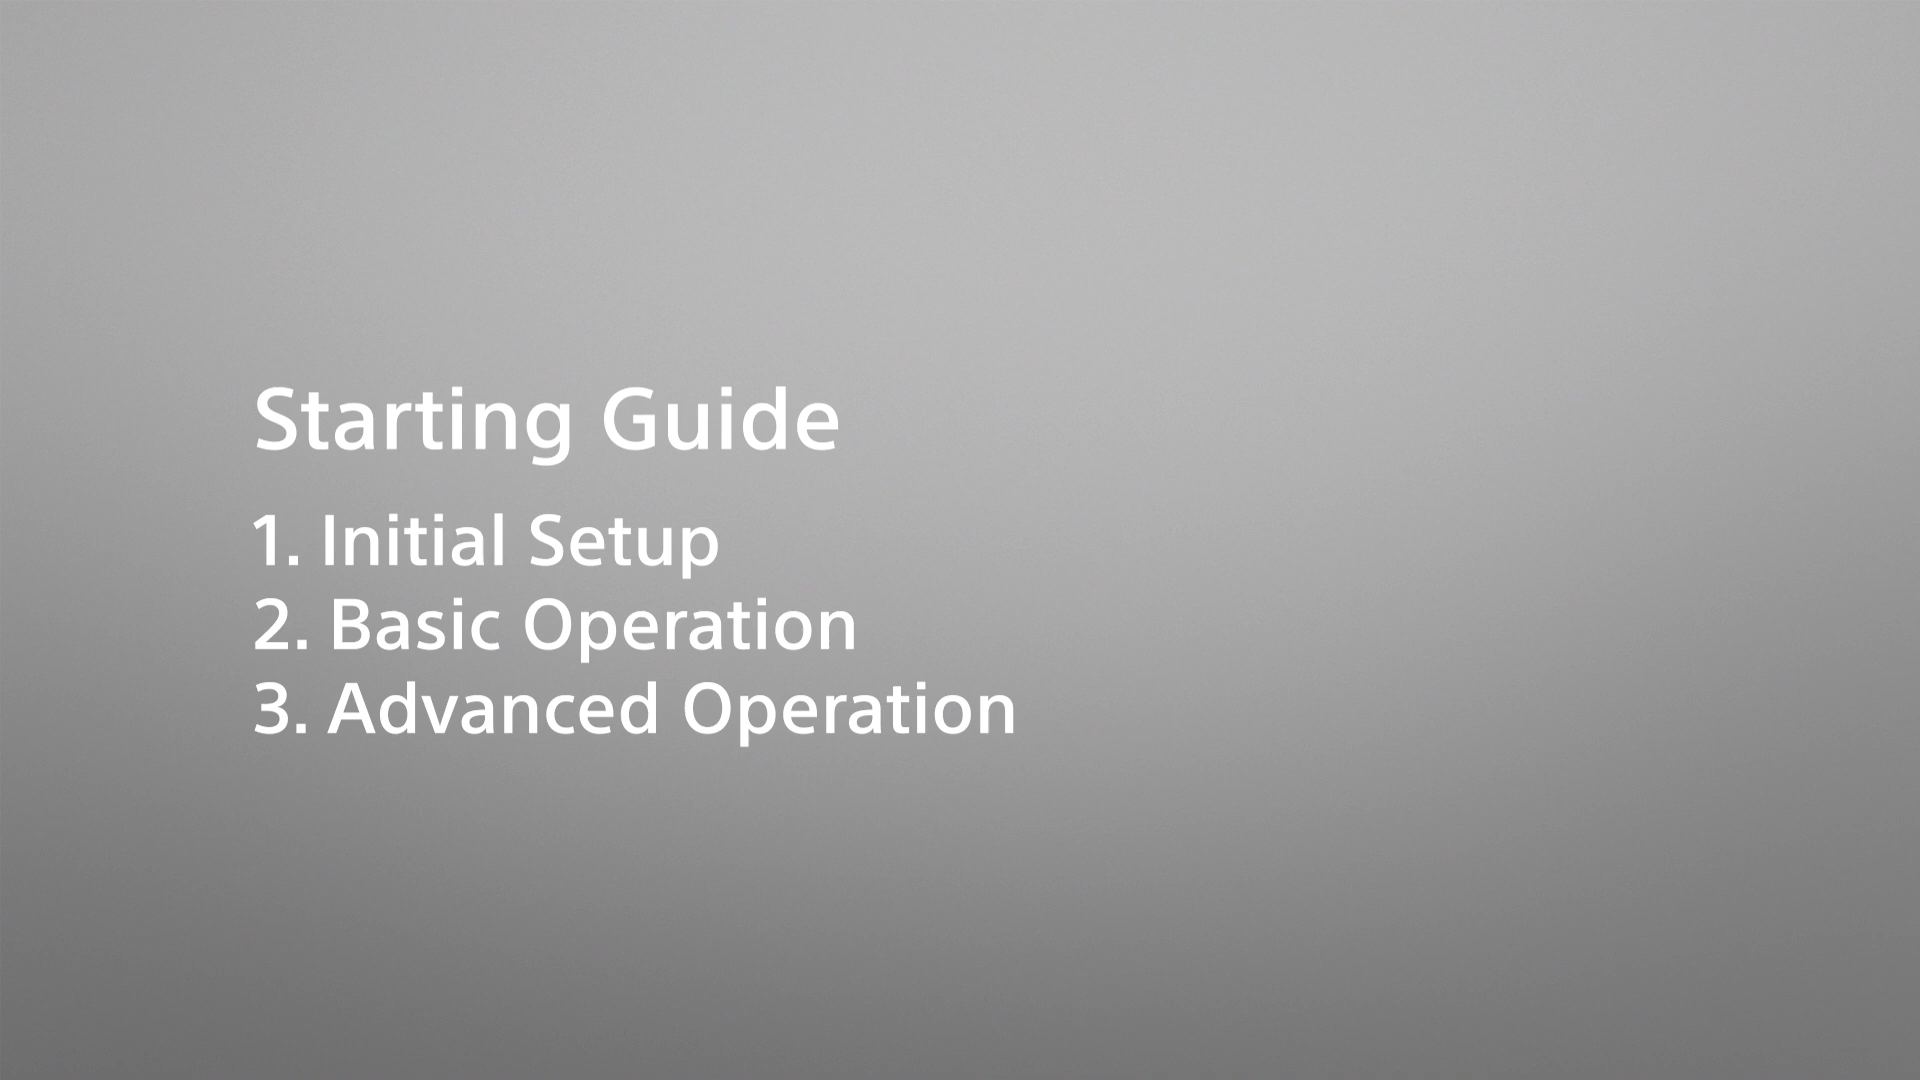 Starting Guide
1. Initial Setup
2. Basic Operation
3. Advanced Operation